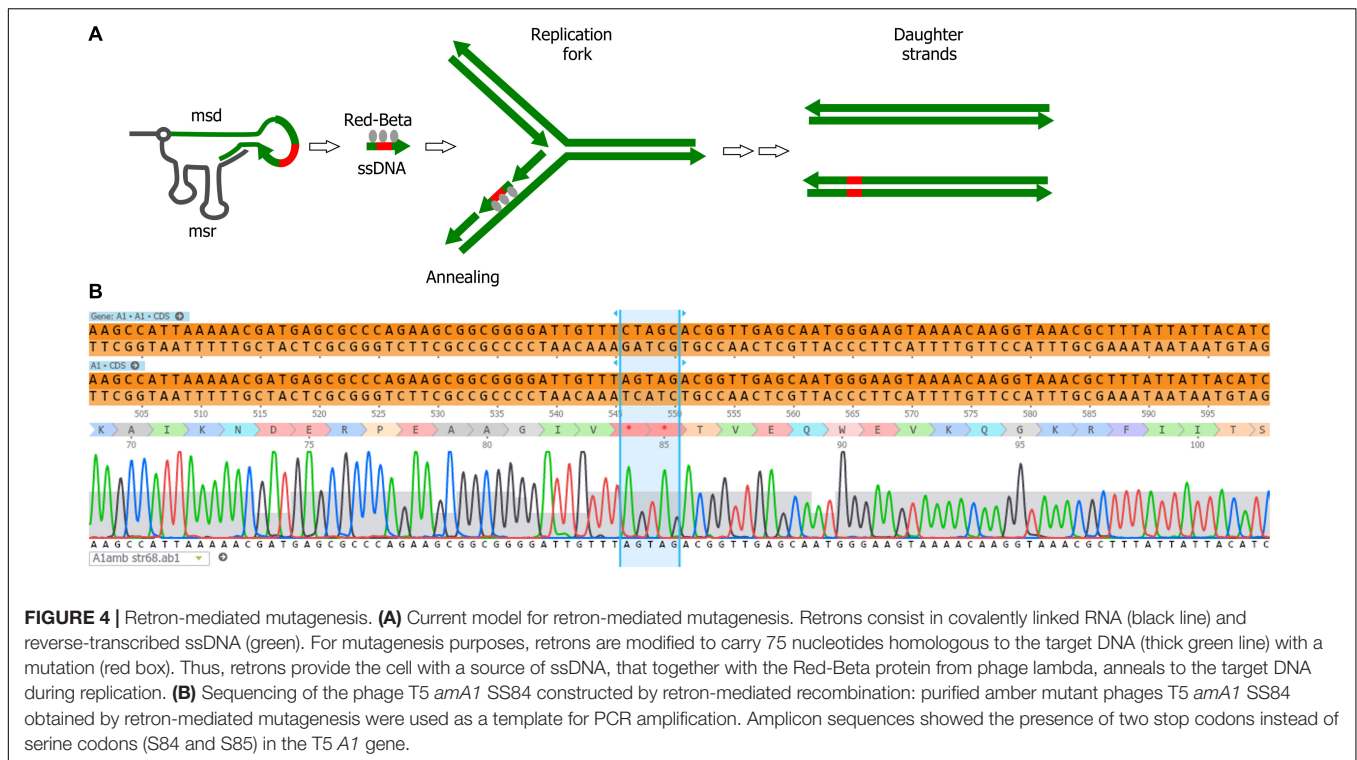 A
Replication
fork
Daughter
strands
msd
Red-Beta
ssDNA
msr
Annealing
B
Gene: A1 • A1 • CDS
AAGCCATTAAAAACGATGAGCGCCCAGAAGCGGCGGGGATTGTTTCTAGCACGGTTGAGCAATGGGAAGTAAAACAAGGTAAACGCTTTATTATTACATC
TTCGGTAATTTTTGCTACTCGCGGGTCTTCGCCGCCCCTAACAAAGATCGTGCCAACTCGTTACCCTTCATTTTGTTCCATTTGCGAAATAATAATGTAG
A1 • CDS
AAGCCATTAAAAACGATGAGCGCCCAGAAGCGGCGGGGATTGTTTAGTAGACGGTTGAGCAATGGGAAGTAAAACAAGGTAAACGCTTTATTATTACATC
TTCGGTAATTTTTGCTACTCGCGGGTCTTCGCCGCCCCTAACAAATCATCTGCCAACTCGTTACCCTTCATTTTGTTCCATTTGCGAAATAATAATGTAG
505 510 515 520 525 530 535 540 545 550 555 560 565 570 575 580 585 590 595
K A I K N D E R P E A A G I V * * T V E Q W E V K Q G K R F I I T S
70 75 80 85 90 95 100
AAGCCATTAAAAACGATGAGCGCCCAGAAGCGGCGGGGATTGTTTAGTAGACGGTTGAGCAATGGGAAGTAAAACAAGGTAAACGCTTTATTATTACATC
A1amb str68.ab1
FIGURE 4 | Retron-mediated mutagenesis. (A) Current model for retron-mediated mutagenesis. Retrons consist in covalently linked RNA (black line) and
reverse-transcribed ssDNA (green). For mutagenesis purposes, retrons are modified to carry 75 nucleotides homologous to the target DNA (thick green line) with a
mutation (red box). Thus, retrons provide the cell with a source of ssDNA, that together with the Red-Beta protein from phage lambda, anneals to the target DNA
during replication. (B) Sequencing of the phage T5 amA1 SS84 constructed by retron-mediated recombination: purified amber mutant phages T5 amA1 SS84
obtained by retron-mediated mutagenesis were used as a template for PCR amplification. Amplicon sequences showed the presence of two stop codons instead of
serine codons (S84 and S85) in the T5 A1 gene.